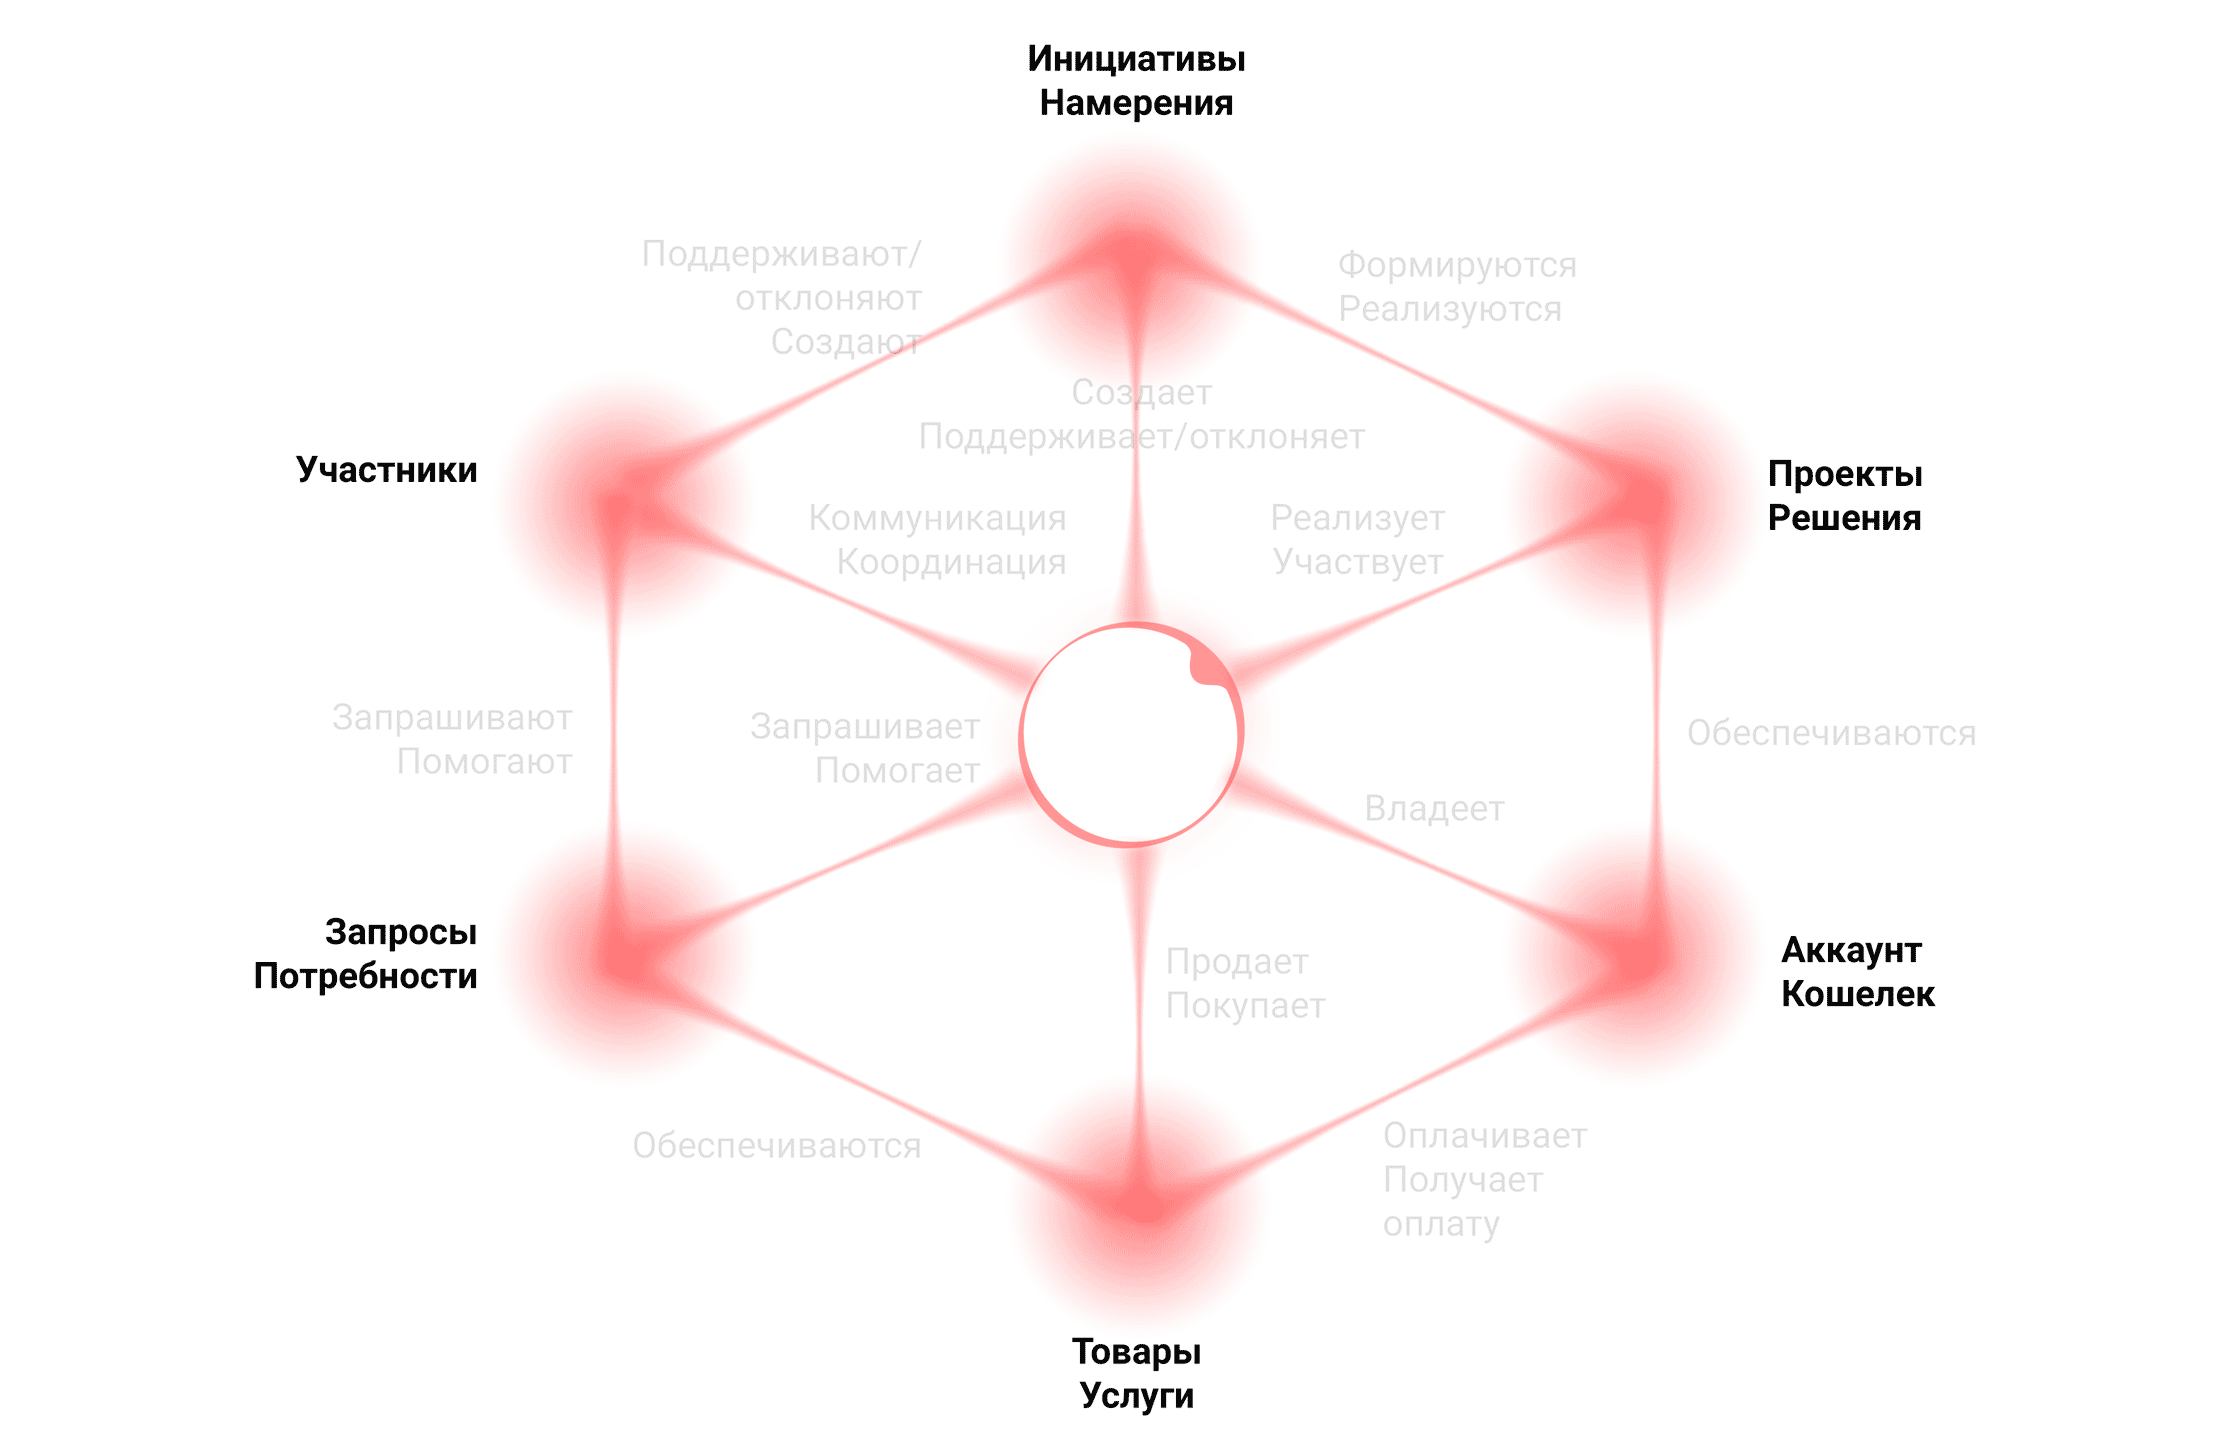 Инициативы
Намерения
Поддерживают/
отклоняют
Создают
Формируются
Реализуются
Создает
Поддерживает/отклоняет
Участники
Проекты
Решения
Коммуникация
Координация
Реализует
Участвует
Запрашивают
Помогают
Запрашивает
Помогает
Обеспечиваются
Владеет
Запросы
Потребности
Продает
Покупает
Аккаунт
Кошелек
Обеспечиваются
Оплачивает
Получает
оплату
Товары
Услуги